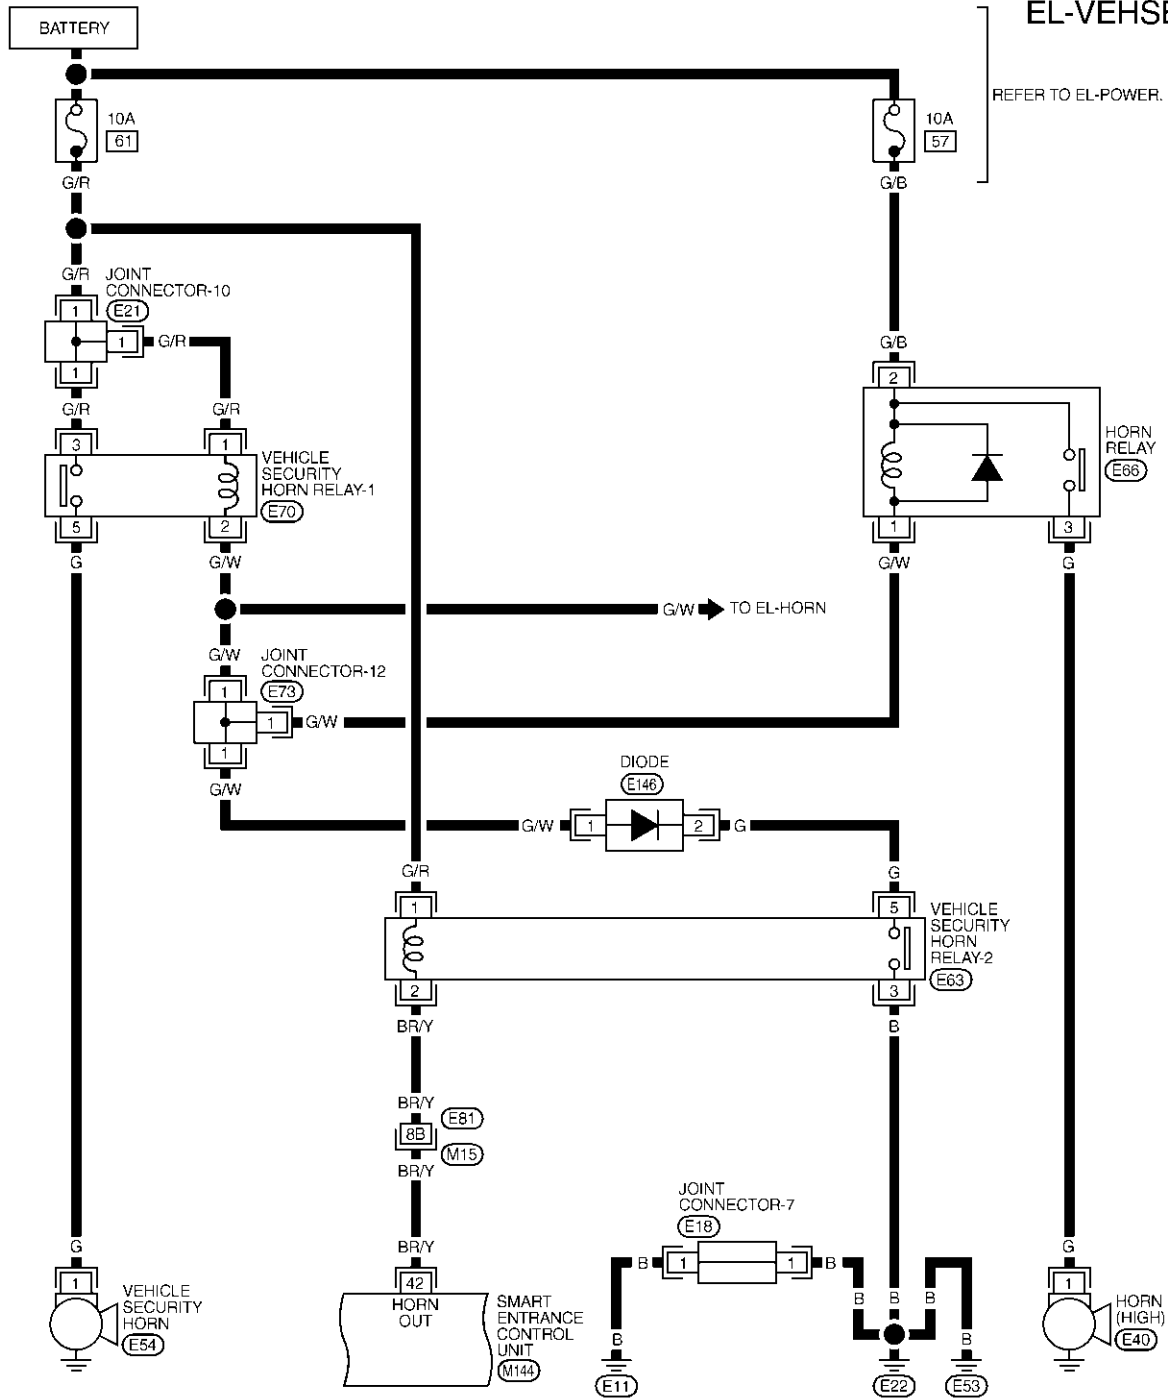 EL-VEHSE
BATTERY
REFER TO EL-POWER.
10A
61
10A
57
G/R
G/B
G/R
JOINT
CONNECTOR-10
E21
1
1
G/R
1
G/B
2
G/R
G/R
3
1
VEHICLE
SECURITY
HORN RELAY-1
E70
HORN
RELAY
E66
5
2
1
3
G
G/W
G/W
G
G/W
TO EL-HORN
G/W
JOINT
CONNECTOR-12
E73
1
1
G/W
1
G/W
DIODE
E146
G/W
1
2
G
G/R
G
1
5
VEHICLE
SECURITY
HORN
RELAY-2
E63
2
3
BR/Y
B
BR/Y
E81
8B
M15
BR/Y
JOINT
CONNECTOR-7
E18
G
BR/Y
G
B
1
1
B
1
42
1
B
B
B
VEHICLE
SECURITY
HORN
E54
HORN
OUT
SMART
ENTRANCE
CONTROL
UNIT
M144
HORN
(HIGH)
E40
B
B
E11
E22
E53